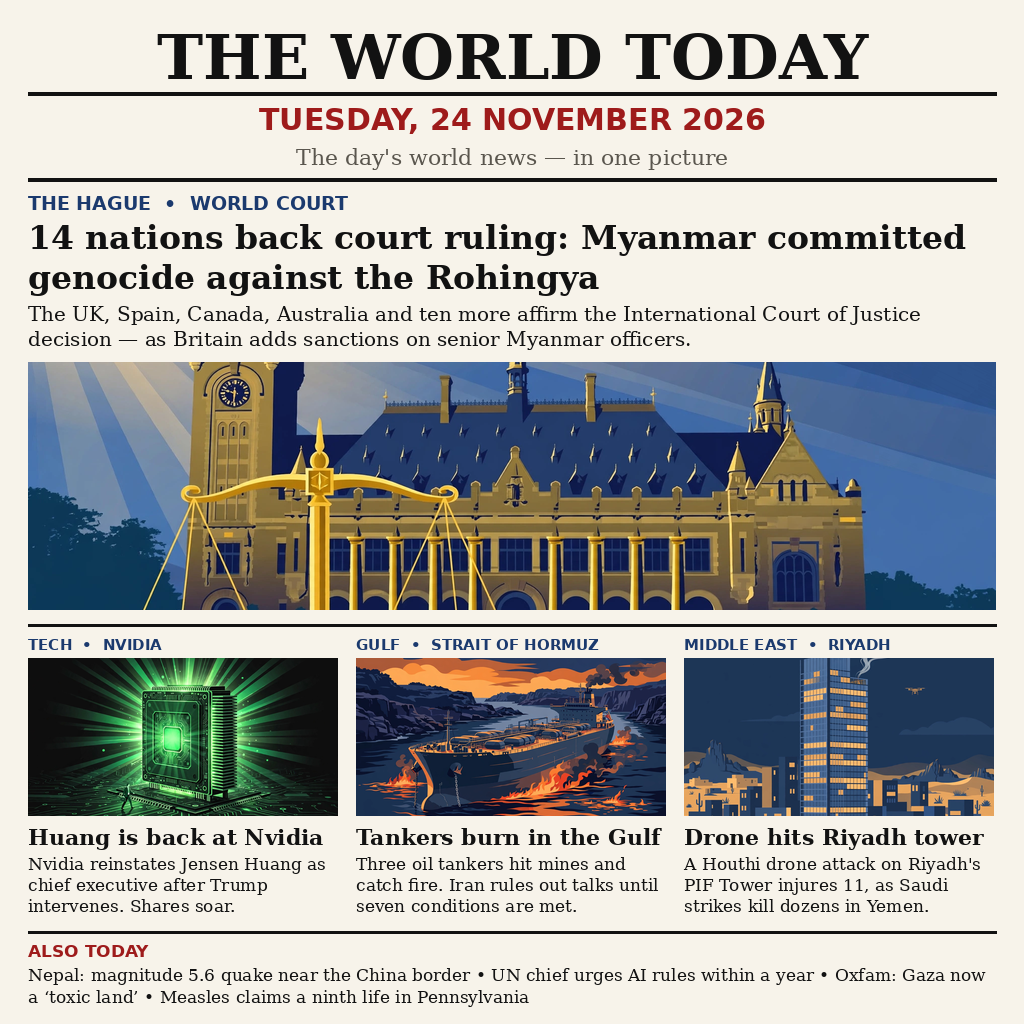 THE WORLD TODAY
TUESDAY, 24 NOVEMBER 2026
The day's world news — in one picture
THE HAGUE • WORLD COURT
14 nations back court ruling: Myanmar committed
genocide against the Rohingya
The UK, Spain, Canada, Australia and ten more affirm the International Court of Justice
decision — as Britain adds sanctions on senior Myanmar officers.
TECH • NVIDIA
Huang is back at Nvidia
Nvidia reinstates Jensen Huang as
chief executive after Trump
intervenes. Shares soar.
GULF • STRAIT OF HORMUZ
Tankers burn in the Gulf
Three oil tankers hit mines and
catch fire. Iran rules out talks until
seven conditions are met.
MIDDLE EAST • RIYADH
Drone hits Riyadh tower
A Houthi drone attack on Riyadh's
PIF Tower injures 11, as Saudi
strikes kill dozens in Yemen.
ALSO TODAY
Nepal: magnitude 5.6 quake near the China border • UN chief urges AI rules within a year • Oxfam: Gaza now
a ‘toxic land’ • Measles claims a ninth life in Pennsylvania